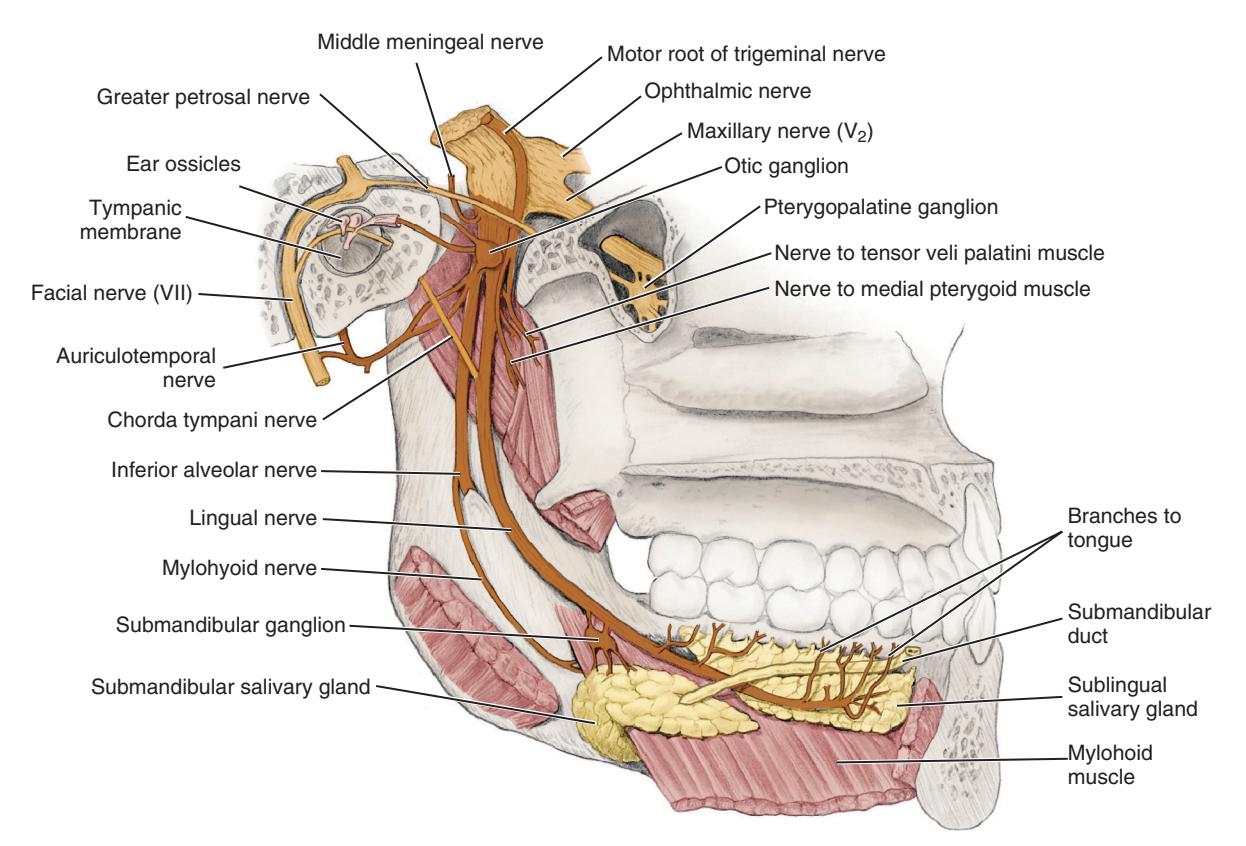 Middle meningeal nerve
Motor root of trigeminal nerve
Greater petrosal nerve
Ophthalmic nerve
Maxillary nerve (V2)
Ear ossicles
Otic ganglion
Tympanic
membrane
Pterygopalatine ganglion
Nerve to tensor veli palatini muscle
Facial nerve (VII)
Nerve to medial pterygoid muscle
Auriculotemporal
nerve
Chorda tympani nerve
Inferior alveolar nerve
Lingual nerve
Branches to
tongue
Mylohyoid nerve
Submandibular ganglion
Submandibular
duct
Submandibular salivary gland
Sublingual
salivary gland
Mylohoid
muscle